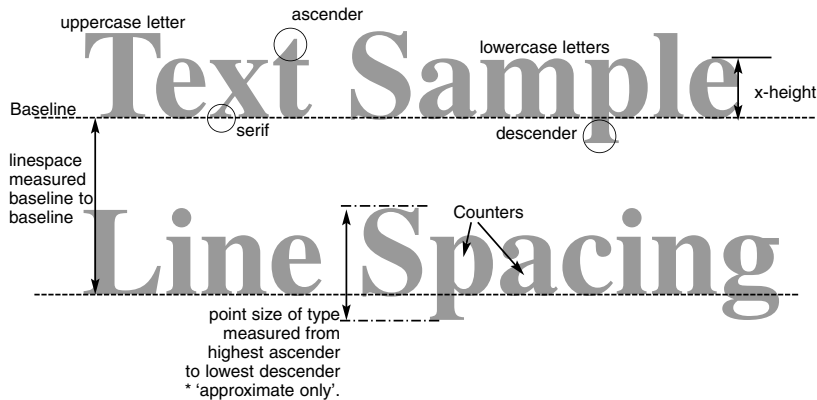 ascender
uppercase letter
lowercase letters
Text Sample
x-height
Baseline
serif
descender
linespace
measured
baseline to
baseline
Counters
Line Spacing
point size of type
measured from
highest ascender
to lowest descender
* ‘approximate only’.